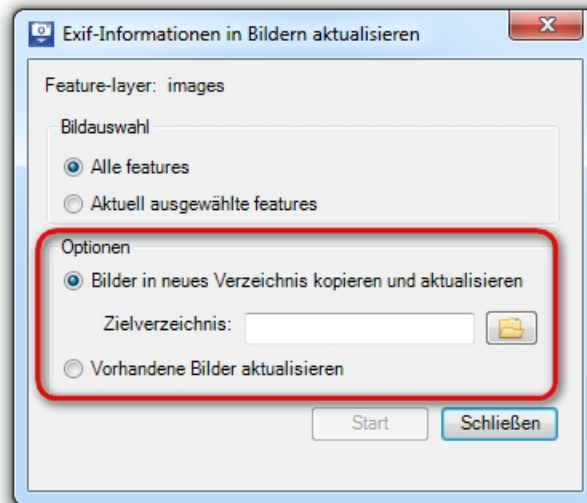 Exif-Informationen in Bildern aktualisieren
Feature-layer: images
Bildauswahl
Alle features
Aktuell ausgewählte features
Optionen
Bilder in neues Verzeichnis kopieren und aktualisieren
Zielverzeichnis:
Vorhandene Bilder aktualisieren
Start Schließen